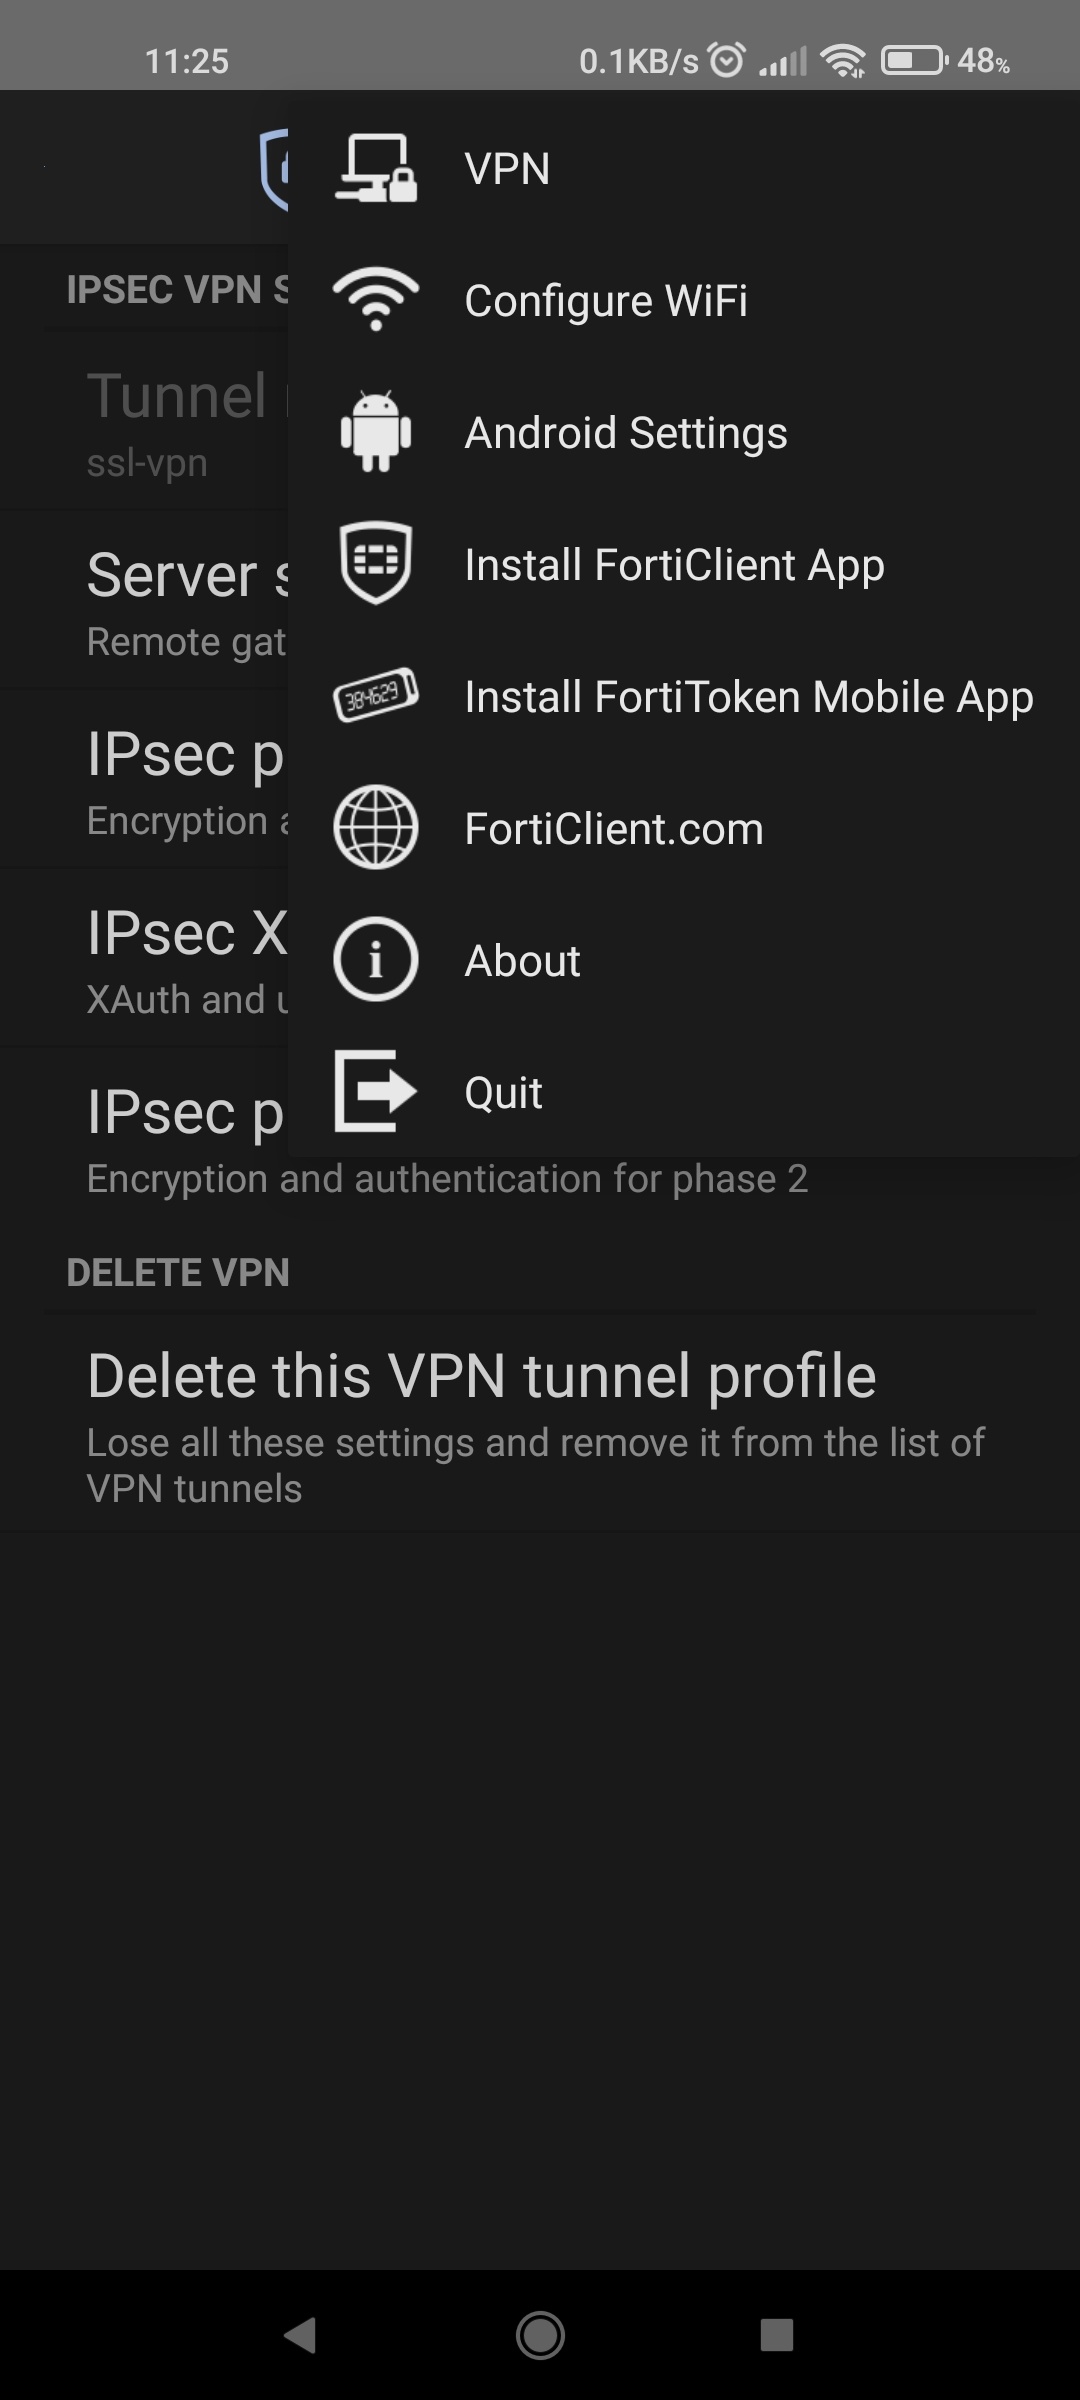 11:25
0.1KB/s
48%
VPN
Configure WiFi
Android Settings
Install FortiClient App
384629
Install FortiToken Mobile App
FortiClient.com
About
Quit
IPSEC VPN
Tunnel
ssl-vpn
Server
Remote
IPsec
Encryption
IPsec
XAuth and
IPsec
Encryption and authentication for phase 2
DELETE VPN
Delete this VPN tunnel profile
Lose all these settings and remove it from the list of
VPN tunnels